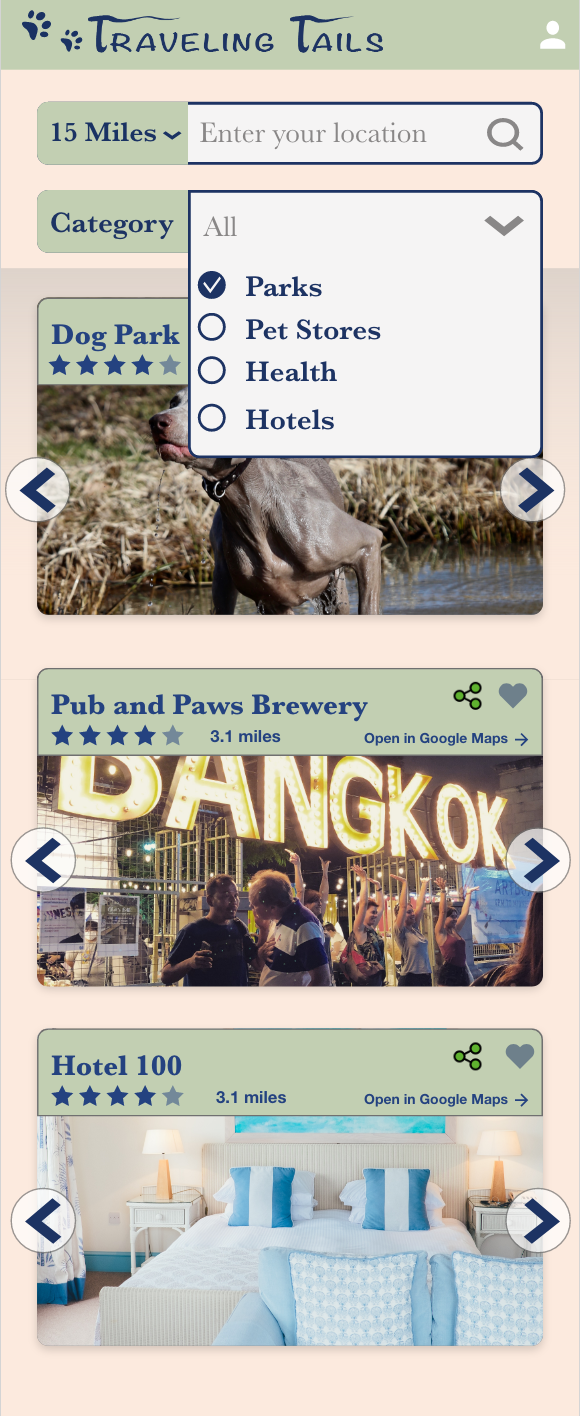 Traveling Tails
15 Miles
Enter your location
Category
All
Parks
Pet Stores
Health
Hotels
Dog Park
Pub and Paws Brewery
3.1 miles
Open in Google Maps →
BANGKOK
Hotel 100
3.1 miles
Open in Google Maps →